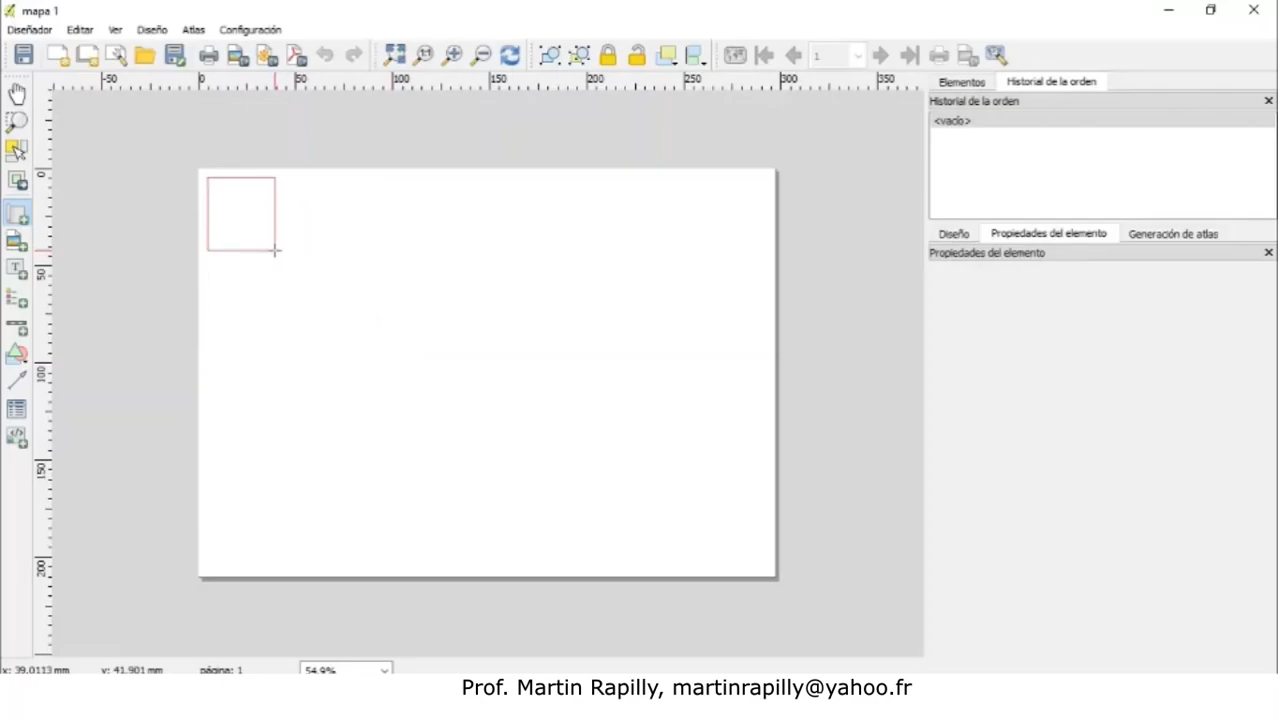 mapa 1
Diseñador Editar Ver Diseño Atlas Configuración
1
-50 0 50 100 150 200 250 300 350
Elementos Historial de la orden
Historial de la orden
<vacío>
Diseño Propiedades del elemento Generación de atlas
Propiedades del elemento
0
50
100
150
200
x: 39.0113 mm y: 41.901 mm página: 1 54.9%
Prof. Martin Rapilly, martinrapilly@yahoo.fr